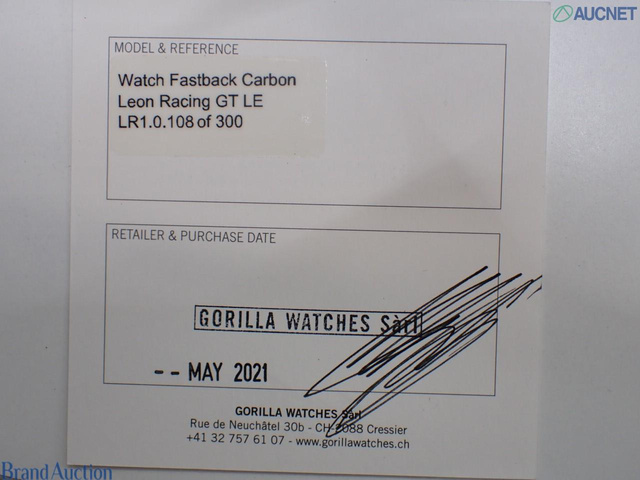 AUCNET
MODEL & REFERENCE
Watch Fastback Carbon
Leon Racing GT LE
LR1.0.108 of 300
RETAILER & PURCHASE DATE
GORILLA WATCHES Sàrl
-- MAY 2021
GORILLA WATCHES Sàrl
Rue de Neuchâtel 30b - CH-2088 Cressier
+41 32 757 61 07 - www.gorillawatches.ch
BrandAuction